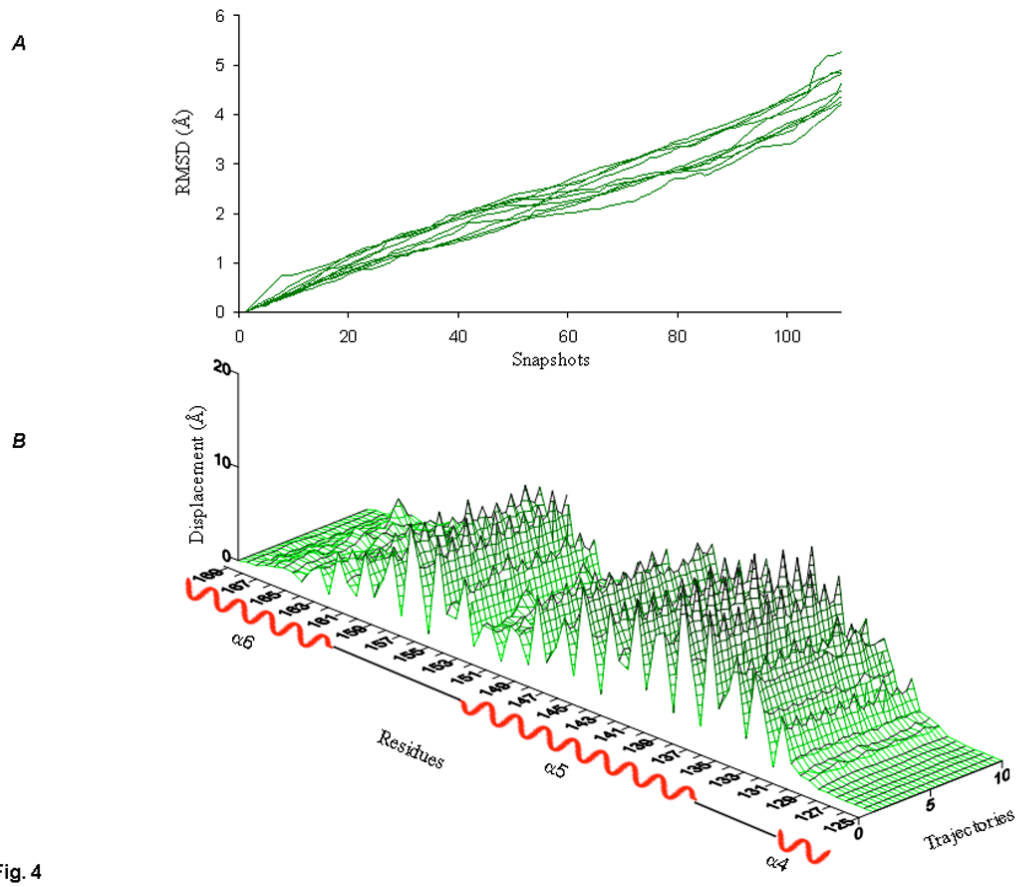 A
6
5
4
3
2
1
0
RMSD (Å)
0 20 40 60 80 100
Snapshots
B
20
10
0
Displacement (Å)
169 167 165 163 161 159 157 155 153 151 149 147 145 143 141 139 137 135 133 131 129 127 125
α6
α5
α4
Residues
0 5 10
Trajectories
Fig. 4